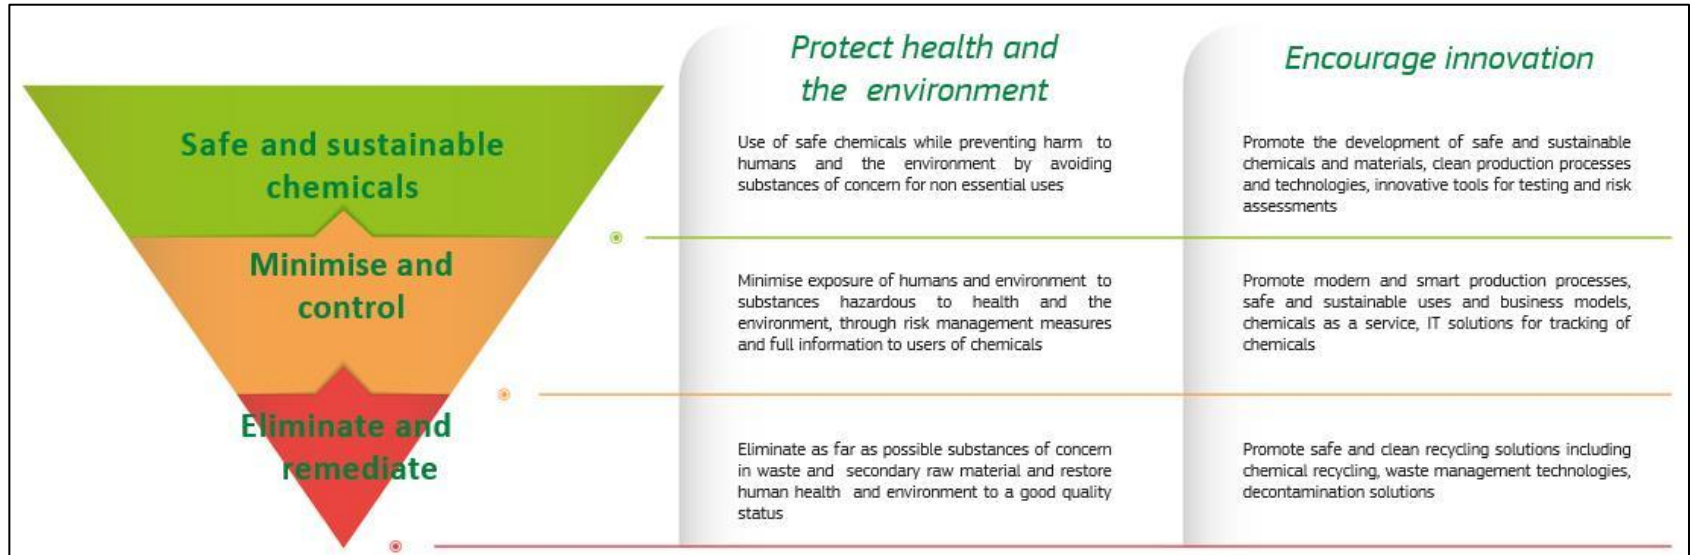 Protect health and
the environment
Encourage innovation
Safe and sustainable
chemicals
Use of safe chemicals while preventing harm to
humans and the environment by avoiding
substances of concern for non essential uses
Promote the development of safe and sustainable
chemicals and materials, clean production processes
and technologies, innovative tools for testing and risk
assessments
Minimise and
control
Minimise exposure of humans and environment to
substances hazardous to health and the
environment, through risk management measures
and full information to users of chemicals
Promote modern and smart production processes,
safe and sustainable uses and business models,
chemicals as a service, IT solutions for tracking of
chemicals
Eliminate and
remediate
Eliminate as far as possible substances of concern
in waste and secondary raw material and restore
human health and environment to a good quality
status
Promote safe and clean recycling solutions including
chemical recycling, waste management technologies,
decontamination solutions